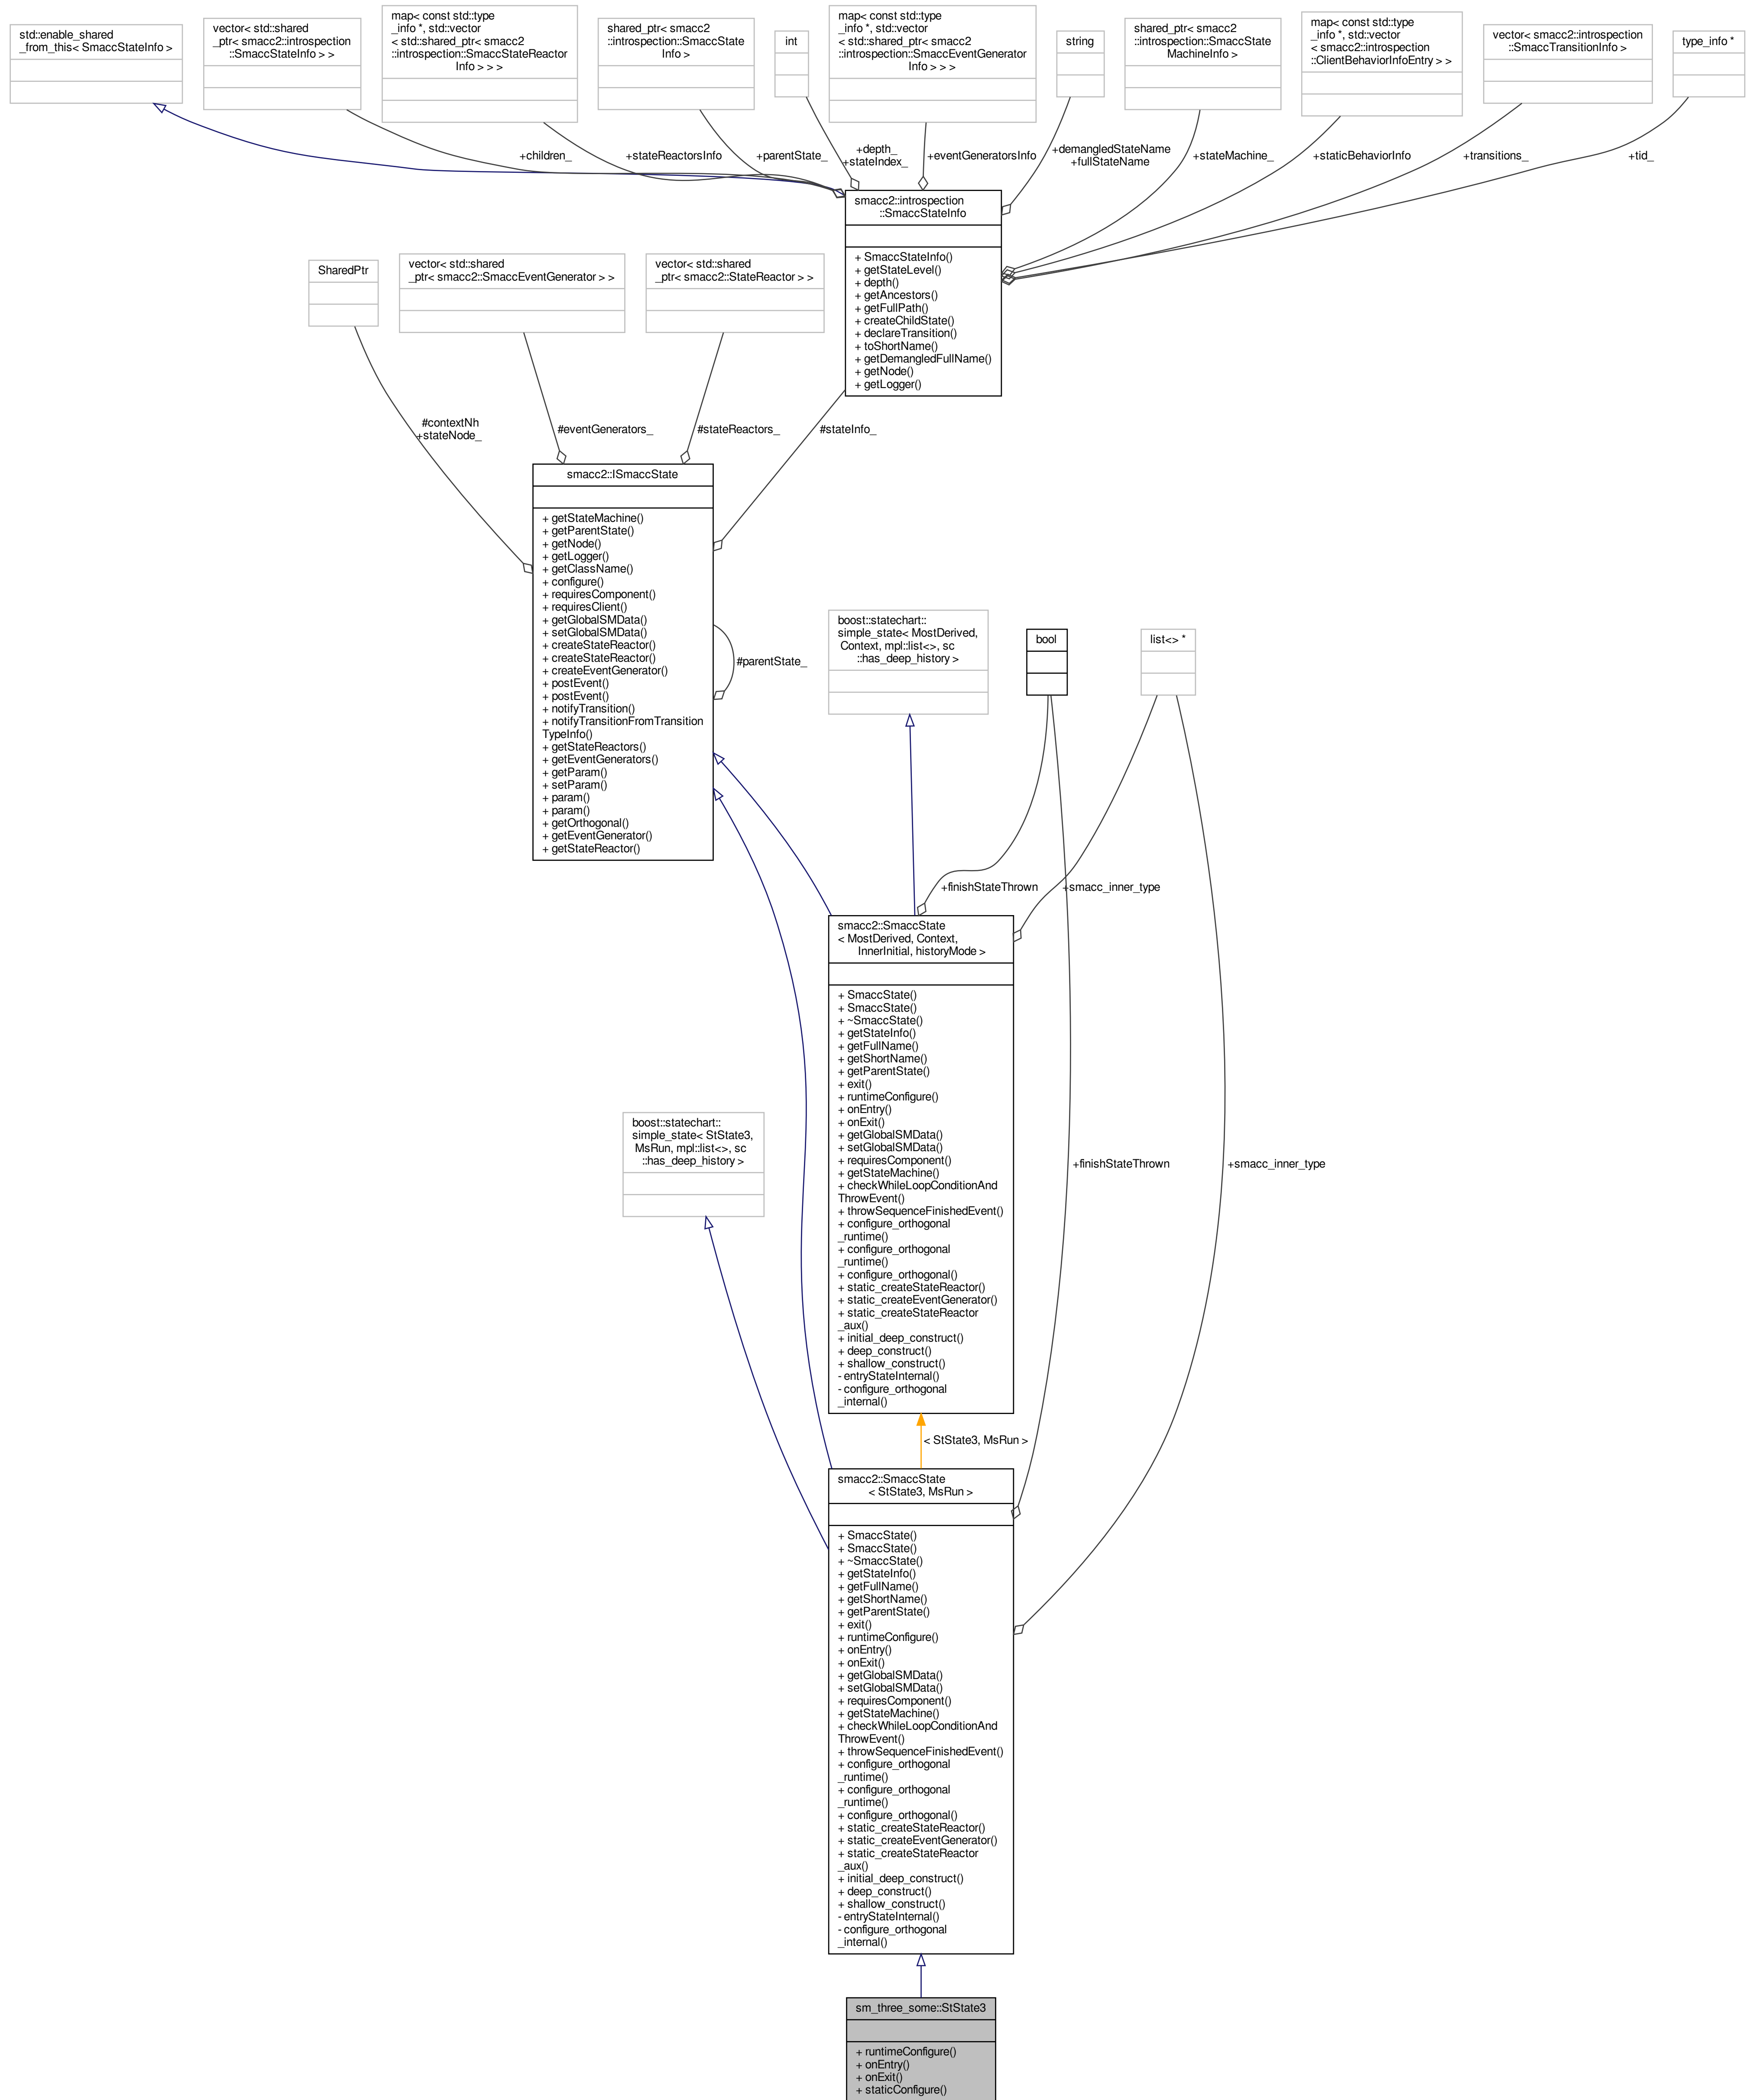 std::enable_shared
_from_this< SmaccStateInfo >
vector< std::shared
_ptr< smacc2::introspection
::SmaccStateInfo > >
map< const std::type
_info *, std::vector
< std::shared_ptr< smacc2
::introspection::SmaccStateReactor
Info > > >
shared_ptr< smacc2
::introspection::SmaccState
Info >
int
map< const std::type
_info *, std::vector
< std::shared_ptr< smacc2
::introspection::SmaccEventGenerator
Info > > >
string
shared_ptr< smacc2
::introspection::SmaccState
MachineInfo >
map< const std::type
_info *, std::vector
< smacc2::introspection
::ClientBehaviorInfoEntry > >
vector< smacc2::introspection
::SmaccTransitionInfo >
type_info *
+children_
+stateReactorsInfo
+parentState_
+depth_
+stateIndex_
+eventGeneratorsInfo
+demangledStateName
+fullStateName
+stateMachine_
+staticBehaviorInfo
+transitions_
+tid_
smacc2::introspection
::SmaccStateInfo
+ SmaccStateInfo()
+ getStateLevel()
+ depth()
+ getAncestors()
+ getFullPath()
+ createChildState()
+ declareTransition()
+ toShortName()
+ getDemangledFullName()
+ getNode()
+ getLogger()
SharedPtr
vector< std::shared
_ptr< smacc2::SmaccEventGenerator > >
vector< std::shared
_ptr< smacc2::StateReactor > >
#contextNh
+stateNode_
#eventGenerators_
#stateReactors_
#stateInfo_
smacc2::ISmaccState
+ getStateMachine()
+ getParentState()
+ getNode()
+ getLogger()
+ getClassName()
+ configure()
+ requiresComponent()
+ requiresClient()
+ getGlobalSMData()
+ setGlobalSMData()
+ createStateReactor()
+ createStateReactor()
+ createEventGenerator()
+ postEvent()
+ postEvent()
+ notifyTransition()
+ notifyTransitionFromTransition
TypeInfo()
+ getStateReactors()
+ getEventGenerators()
+ getParam()
+ setParam()
+ param()
+ param()
+ getOrthogonal()
+ getEventGenerator()
+ getStateReactor()
#parentState_
boost::statechart::
simple_state< MostDerived,
Context, mpl::list<>, sc
::has_deep_history >
bool
list<> *
+finishStateThrown
+smacc_inner_type
smacc2::SmaccState
< MostDerived, Context,
InnerInitial, historyMode >
+ SmaccState()
+ SmaccState()
+ ~SmaccState()
+ getStateInfo()
+ getFullName()
+ getShortName()
+ getParentState()
+ exit()
+ runtimeConfigure()
+ onEntry()
+ onExit()
+ getGlobalSMData()
+ setGlobalSMData()
+ requiresComponent()
+ getStateMachine()
+ checkWhileLoopConditionAnd
ThrowEvent()
+ throwSequenceFinishedEvent()
+ configure_orthogonal
_runtime()
+ configure_orthogonal
_runtime()
+ configure_orthogonal()
+ static_createStateReactor()
+ static_createEventGenerator()
+ static_createStateReactor
_aux()
+ initial_deep_construct()
+ deep_construct()
+ shallow_construct()
- entryStateInternal()
- configure_orthogonal
_internal()
boost::statechart::
simple_state< StState3,
MsRun, mpl::list<>, sc
::has_deep_history >
+finishStateThrown
+smacc_inner_type
< StState3, MsRun >
smacc2::SmaccState
< StState3, MsRun >
+ SmaccState()
+ SmaccState()
+ ~SmaccState()
+ getStateInfo()
+ getFullName()
+ getShortName()
+ getParentState()
+ exit()
+ runtimeConfigure()
+ onEntry()
+ onExit()
+ getGlobalSMData()
+ setGlobalSMData()
+ requiresComponent()
+ getStateMachine()
+ checkWhileLoopConditionAnd
ThrowEvent()
+ throwSequenceFinishedEvent()
+ configure_orthogonal
_runtime()
+ configure_orthogonal
_runtime()
+ configure_orthogonal()
+ static_createStateReactor()
+ static_createEventGenerator()
+ static_createStateReactor
_aux()
+ initial_deep_construct()
+ deep_construct()
+ shallow_construct()
- entryStateInternal()
- configure_orthogonal
_internal()
sm_three_some::StState3
+ runtimeConfigure()
+ onEntry()
+ onExit()
+ staticConfigure()